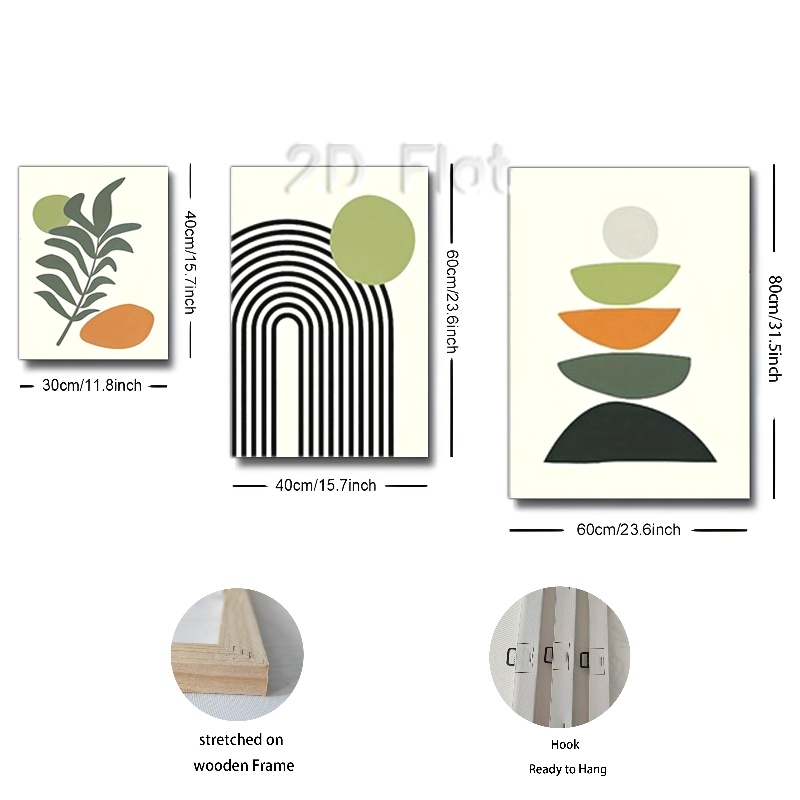 2D Flat
40cm/15.7inch
60cm/23.6inch
80cm/31.5inch
30cm/11.8inch
40cm/15.7inch
60cm/23.6inch
stretched on
wooden Frame
Hook
Ready to Hang